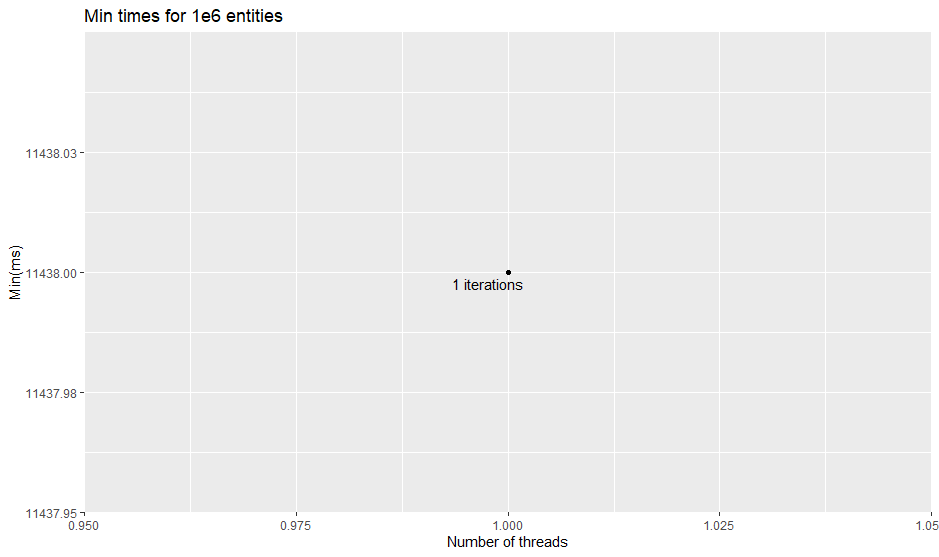 Min times for 1e6 entities
Min(ms)
11438.03
11438.00
11437.98
11437.95
1 iterations
0.950 0.975 1.000 1.025 1.05
Number of threads